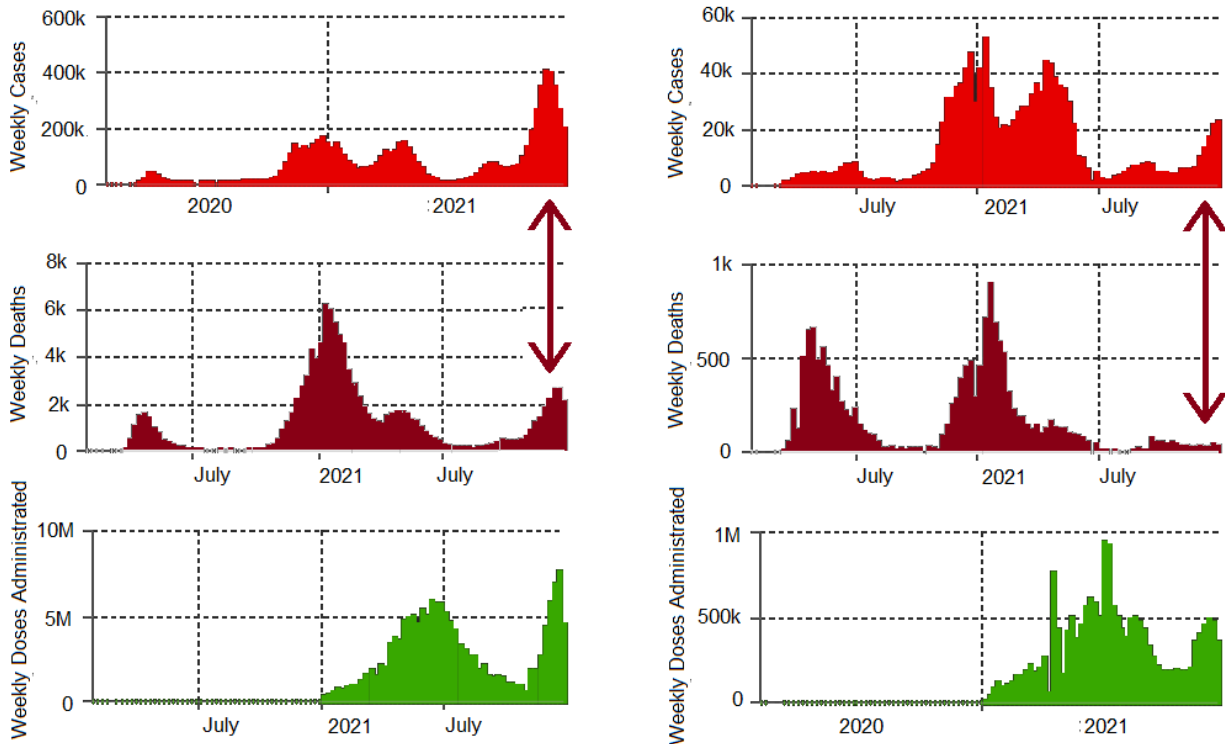 Weekly Cases
600k
400k
200k
0
2020
:2021
Weekly Deaths
8k
6k
4k
2k
0
July
2021
July
Weekly Doses Administrated
10M
5M
0
July
2021
July
Weekly Cases
60k
40k
20k
0
July
2021
July
Weekly Deaths
1k
500
0
July
2021
July
Weekly Doses Administrated
1M
500k
0
2020
:2021